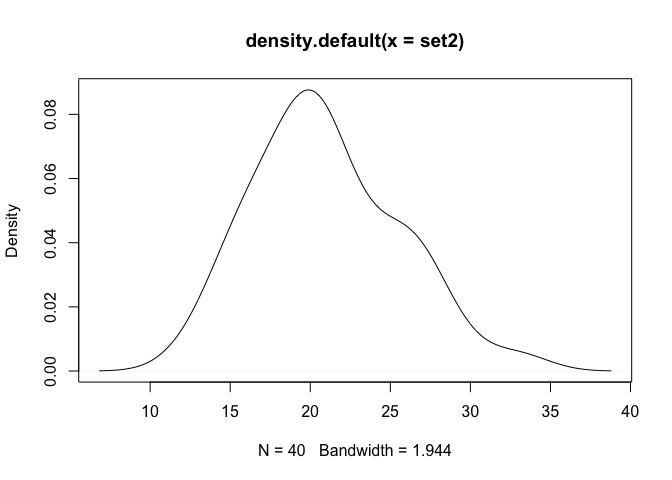 density.default(x = set2)
Density
0.00
0.02
0.04
0.06
0.08
10 15 20 25 30 35 40
N = 40 Bandwidth = 1.944